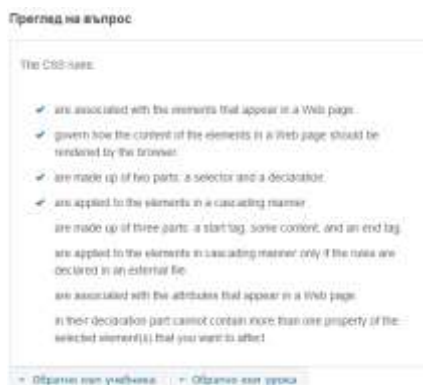 Преглед на въпрос
The CSS rules:
are associated with the elements that appear in a Web page.
govern how the content of the elements in a Web page should be
rendered by the browser.
are made up of two parts: a selector and a declaration.
are applied to the elements in a cascading manner.
are made up of three parts: a start tag, some content, and an end tag.
are applied to the elements in cascading manner only if the rules are
declared in an external file.
are associated with the attributes that appear in a Web page.
in their declaration part cannot contain more than one property of the
selected element(s) that you want to affect.
Обратно към учебника Обратно към урока